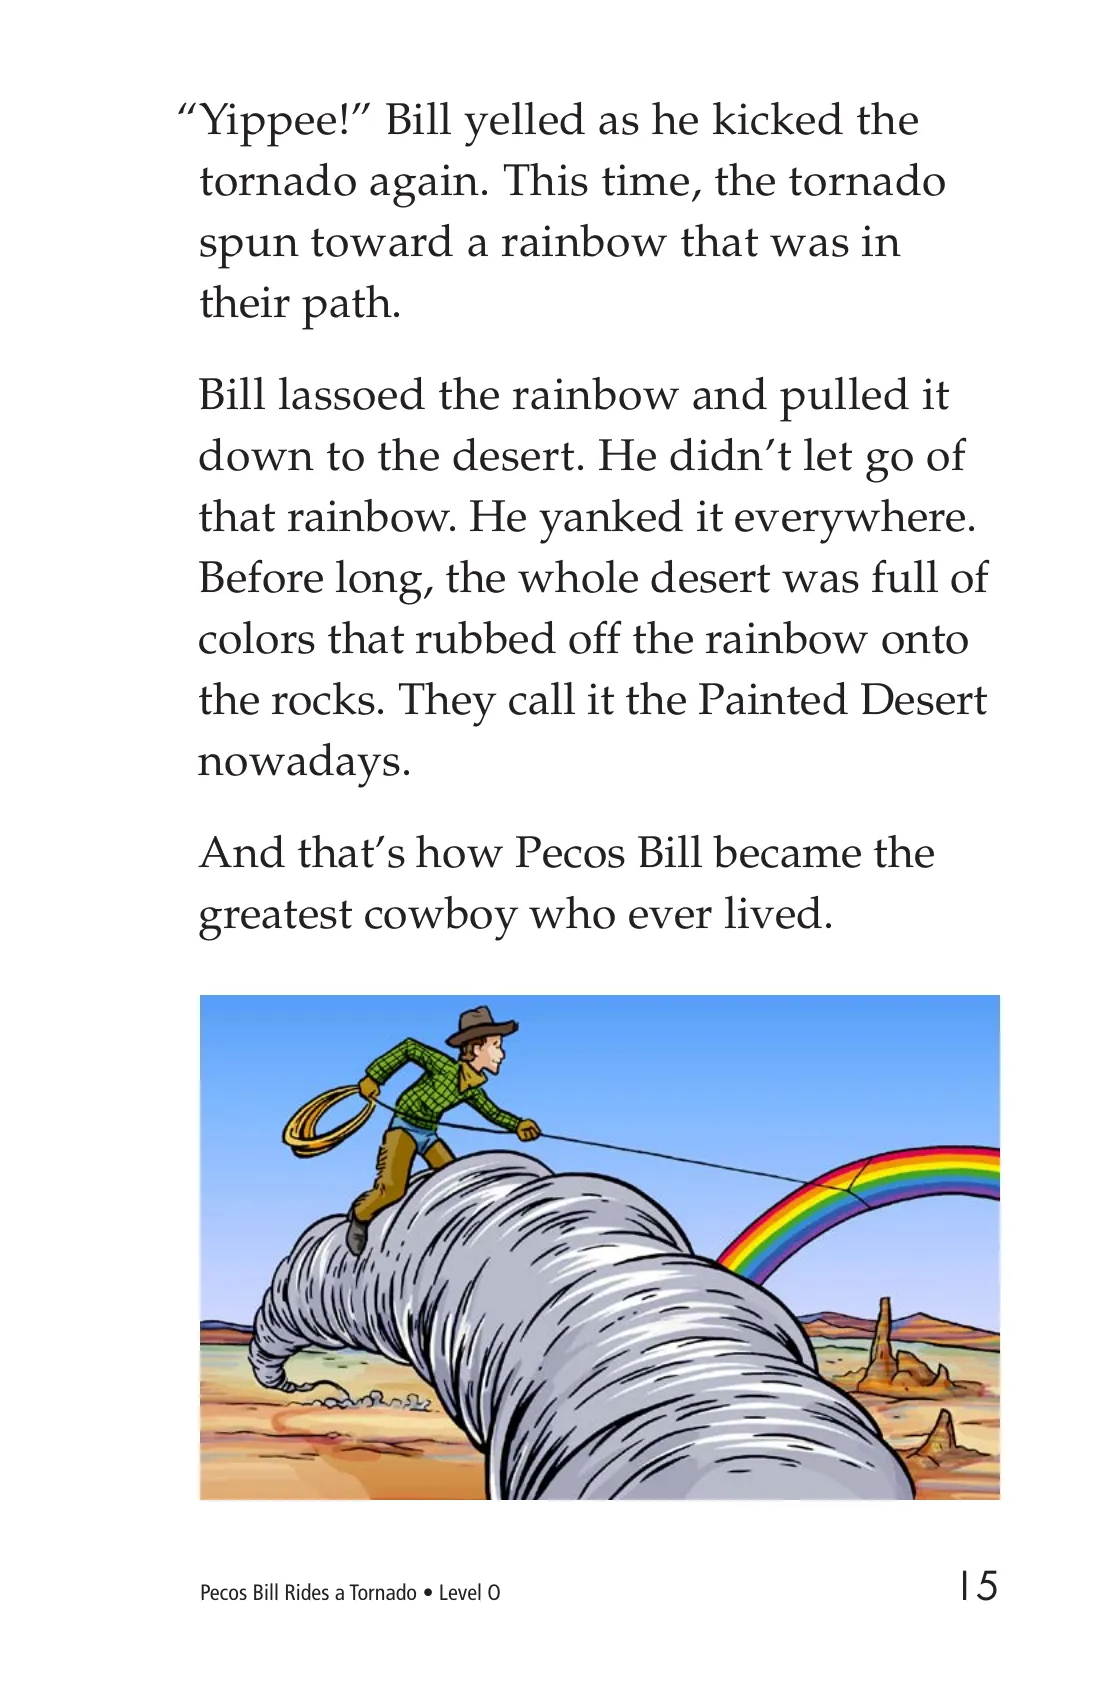 “Yippee!” Bill yelled as he kicked the
tornado again. This time, the tornado
spun toward a rainbow that was in
their path.
Bill lassoed the rainbow and pulled it
down to the desert. He didn’t let go of
that rainbow. He yanked it everywhere.
Before long, the whole desert was full of
colors that rubbed off the rainbow onto
the rocks. They call it the Painted Desert
nowadays.
And that’s how Pecos Bill became the
greatest cowboy who ever lived.
Pecos Bill Rides a Tornado • Level O
15